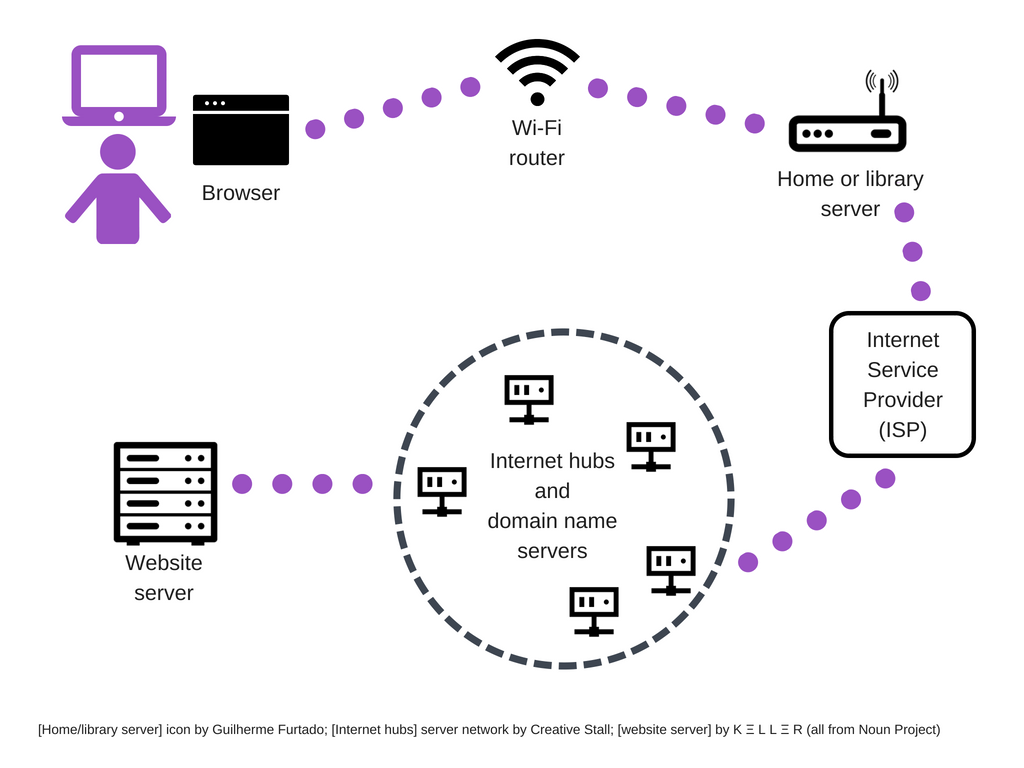 Browser
Wi-Fi
router
Home or library
server
Internet
Service
Provider
(ISP)
Internet hubs
and
domain name
servers
Website
server
[Home/library server] icon by Guilherme Furtado; [Internet hubs] server network by Creative Stall; [website server] by K Ξ L L Ξ R (all from Noun Project)